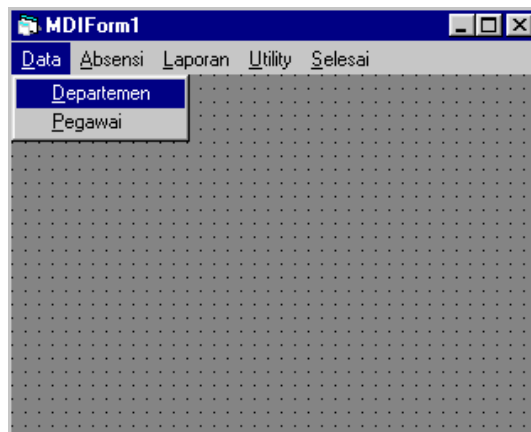 MDIForm1
Data Absensi Laporan Utility Selesai
Departemen
Pegawai